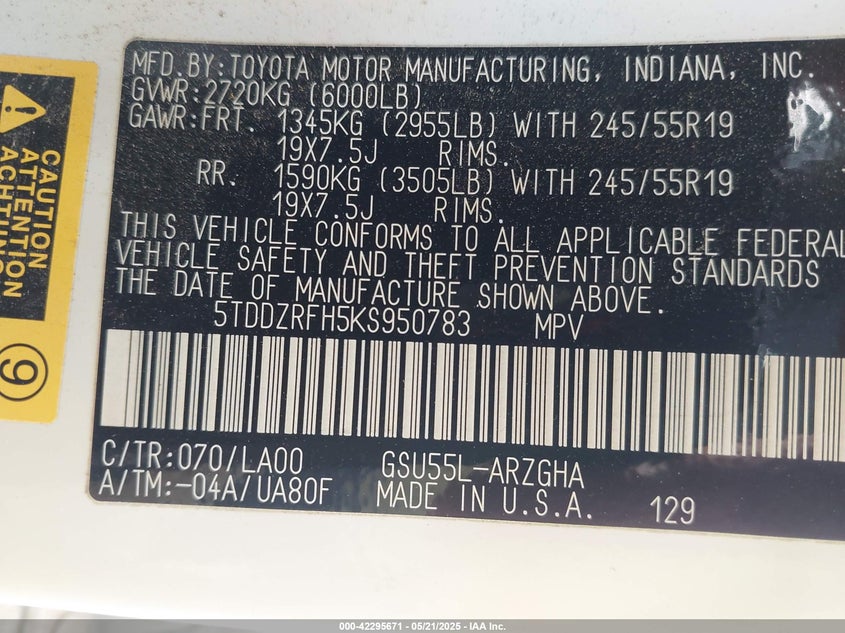 MFD.BY:TOYOTA MOTOR MANUFACTURING, INDIANA, INC.
GVWR:2720KG (6000LB)
GAWR:FRT. 1345KG (2955LB) WITH 245/55R19
19X7.5J RIMS.
RR. 1590KG (3505LB) WITH 245/55R19
19X7.5J RIMS.
THIS VEHICLE CONFORMS TO ALL APPLICABLE FEDERAL
VEHICLE SAFETY AND THEFT PREVENTION STANDARDS
THE DATE OF MANUFACTURE SHOWN ABOVE.
5TDDZRFH5KS950783 MPV
C/TR:070/LA00 GSU55L-ARZGHA
A/TM:-04A/UA80F MADE IN U.S.A. 129
CAUTION
ATTENTION
ACHTUNG
9
000-42295671 - 05/21/2025 - IAA Inc.